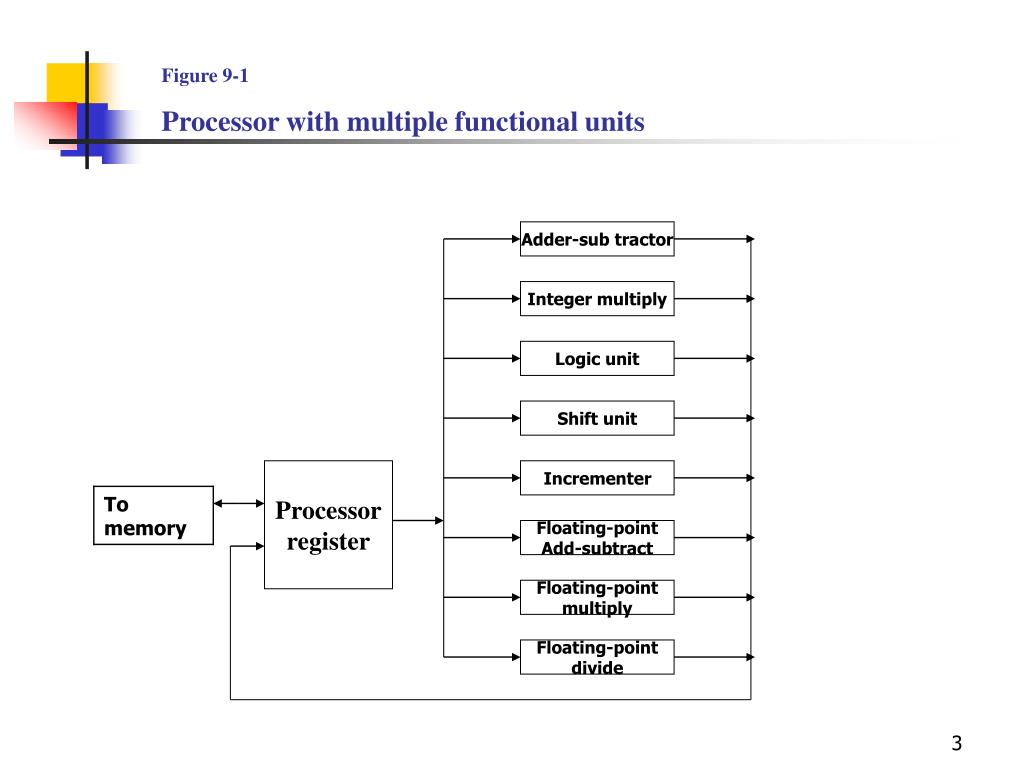 Figure 9-1
Processor with multiple functional units
Adder-sub tractor
Integer multiply
Logic unit
Shift unit
Incrementer
Floating-point
Add-subtract
Floating-point
multiply
Floating-point
divide
To
memory
Processor
register
3